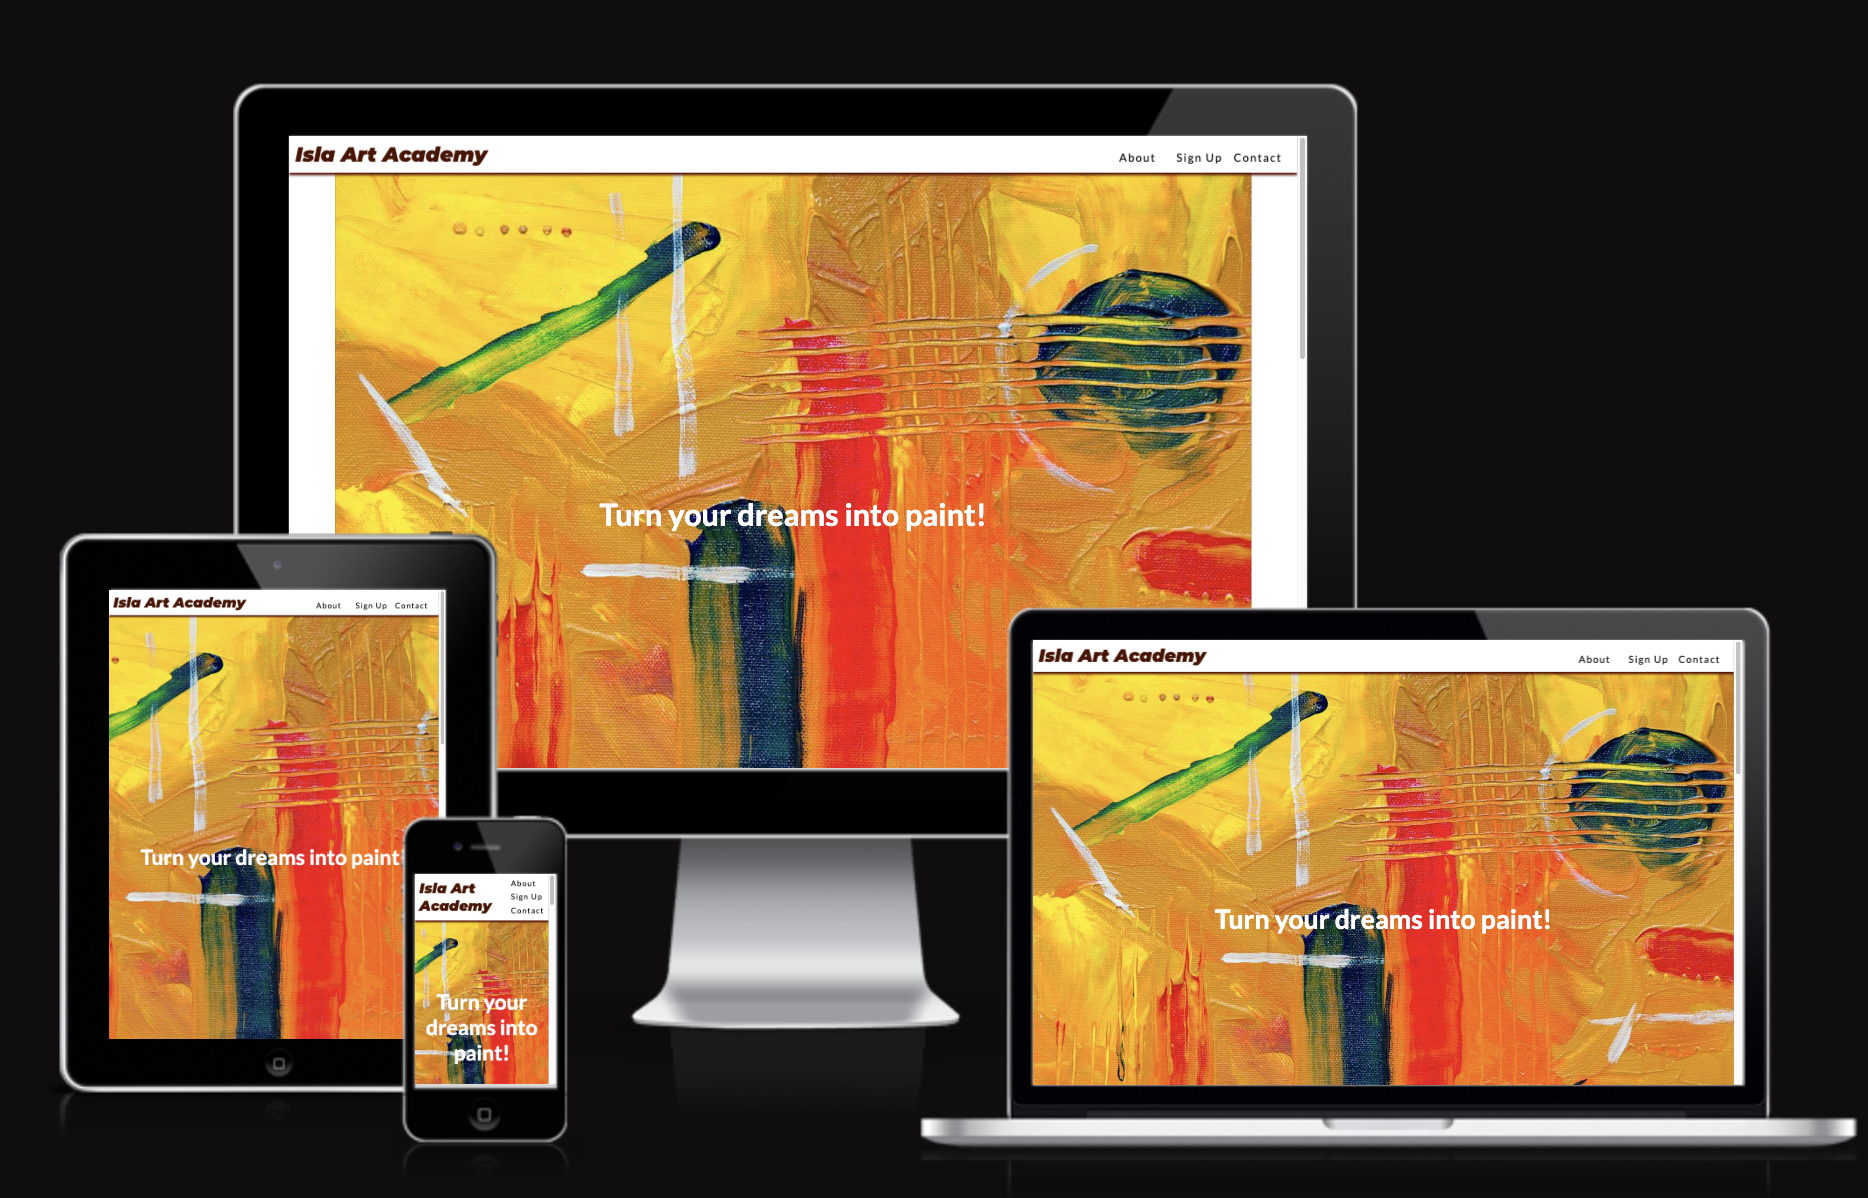 Isla Art Academy
About Sign Up Contact
Turn your dreams into paint!
Isla Art Academy
About Sign Up Contact
Turn your dreams into paint!
Isla Art
Academy
About
Sign Up
Contact
Turn your
dreams into
paint!
Isla Art Academy
About Sign Up Contact
Turn your dreams into paint!